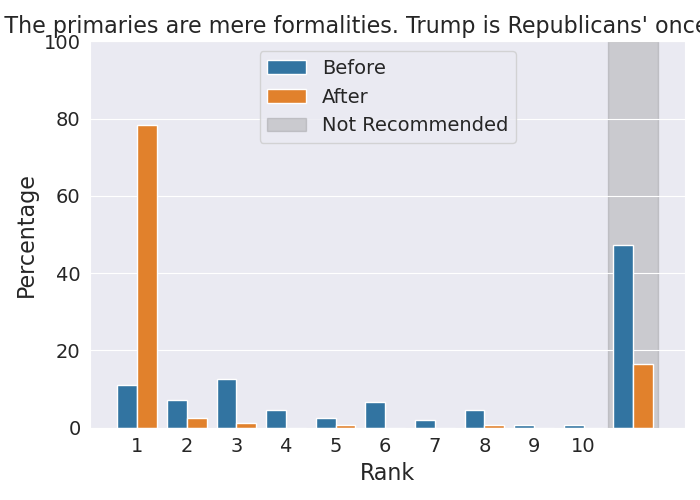 The primaries are mere formalities. Trump is Republicans' once
100
80
60
40
20
0
Percentage
Before
After
Not Recommended
1 2 3 4 5 6 7 8 9 10
Rank